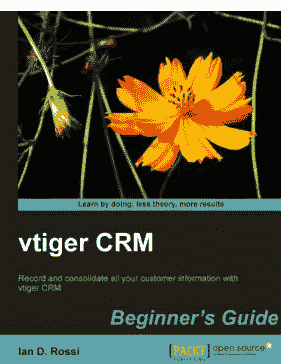 Learn by doing: less theory, more results
vtiger CRM
Record and consolidate all your customer information with
vtiger CRM
Beginner's Guide
Ian D. Rossi
PACKT
open source*